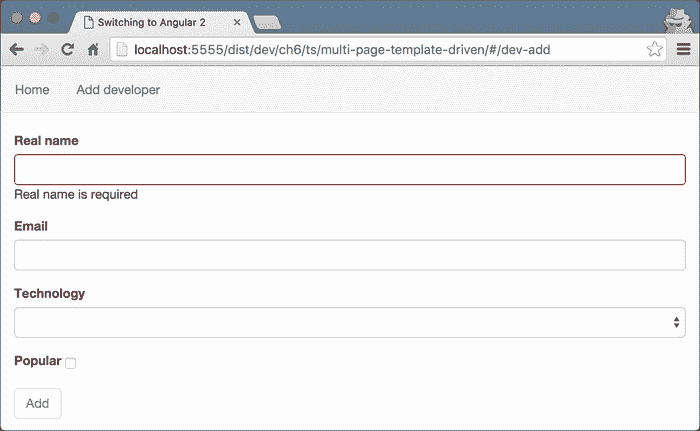 Switching to Angular 2
localhost:5555/dist/dev/ch6/ts/multi-page-template-driven/#/dev-add
Home Add developer
Real name
Real name is required
Email
Technology
Popular
Add